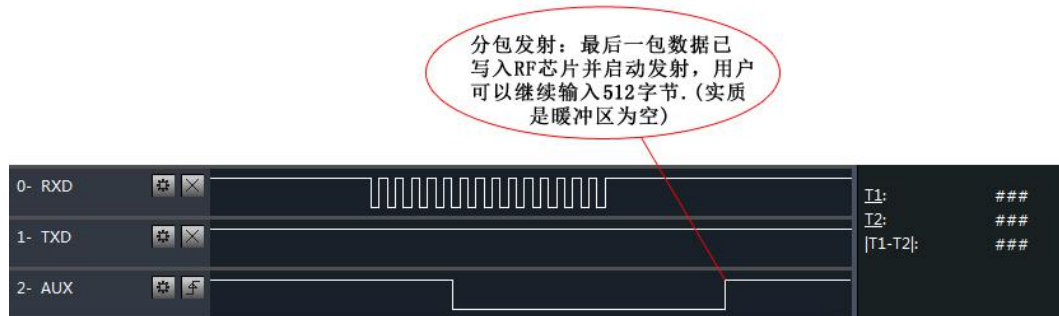 分包发射：最后一包数据已
写入RF芯片并启动发射，用户
可以继续输入512字节.(实质
是暖冲区为空)
0- RXD
T1: ###
1- TXD
T2: ###
|T1-T2|: ###
2- AUX